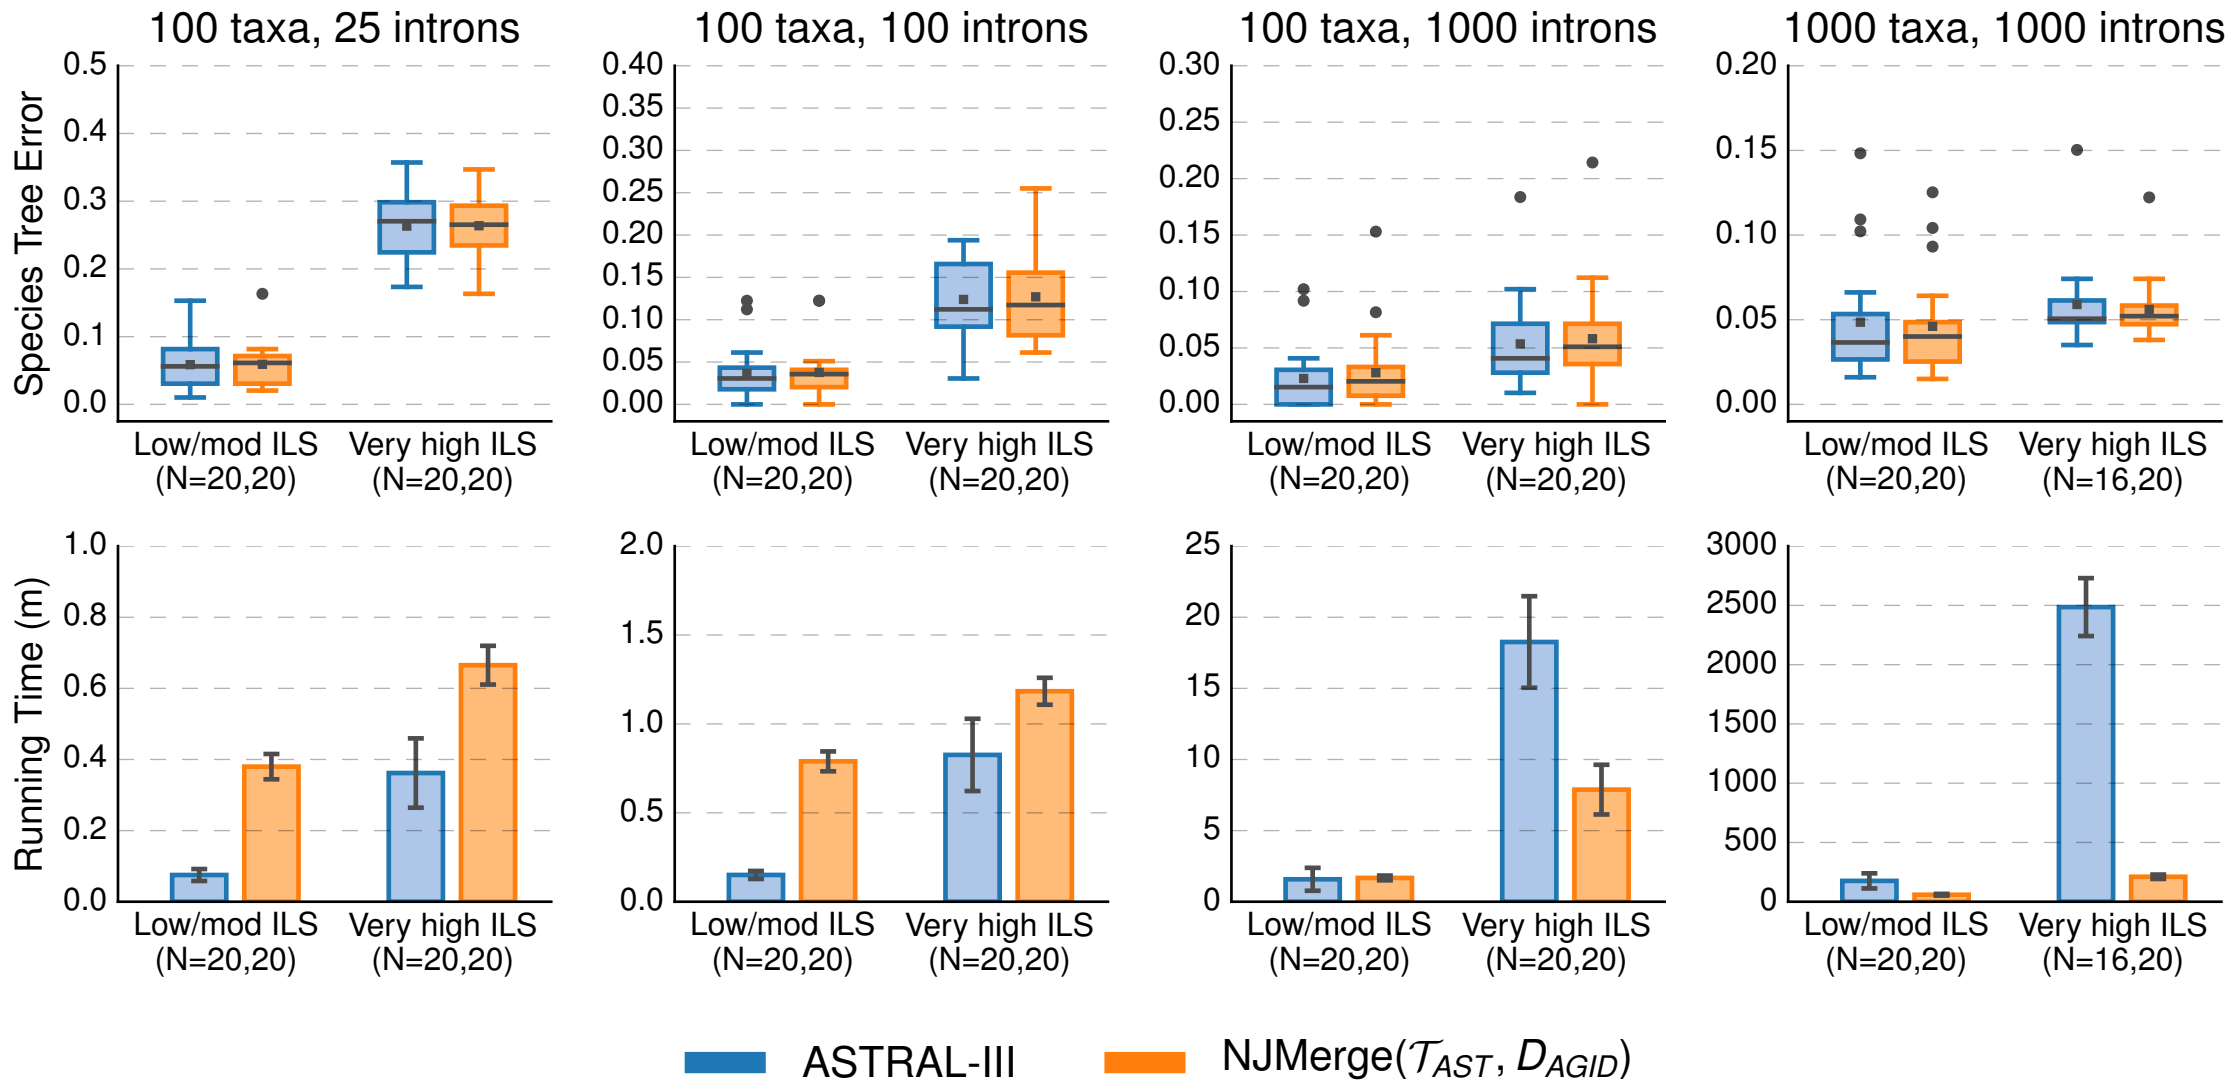 100 taxa, 25 introns
100 taxa, 100 introns
100 taxa, 1000 introns
1000 taxa, 1000 introns
Species Tree Error
0.5
0.4
0.3
0.2
0.1
0.0
Low/mod ILS
(N=20,20)
Very high ILS
(N=20,20)
0.40
0.35
0.30
0.25
0.20
0.15
0.10
0.05
0.00
Low/mod ILS
(N=20,20)
Very high ILS
(N=20,20)
0.30
0.25
0.20
0.15
0.10
0.05
0.00
Low/mod ILS
(N=20,20)
Very high ILS
(N=20,20)
0.20
0.15
0.10
0.05
0.00
Low/mod ILS
(N=20,20)
Very high ILS
(N=16,20)
Running Time (m)
1.0
0.8
0.6
0.4
0.2
0.0
Low/mod ILS
(N=20,20)
Very high ILS
(N=20,20)
2.0
1.5
1.0
0.5
0.0
Low/mod ILS
(N=20,20)
Very high ILS
(N=20,20)
25
20
15
10
5
0
Low/mod ILS
(N=20,20)
Very high ILS
(N=20,20)
3000
2500
2000
1500
1000
500
0
Low/mod ILS
(N=20,20)
Very high ILS
(N=16,20)
ASTRAL-III
NJMerge(𝒯_AST, D_AGID)